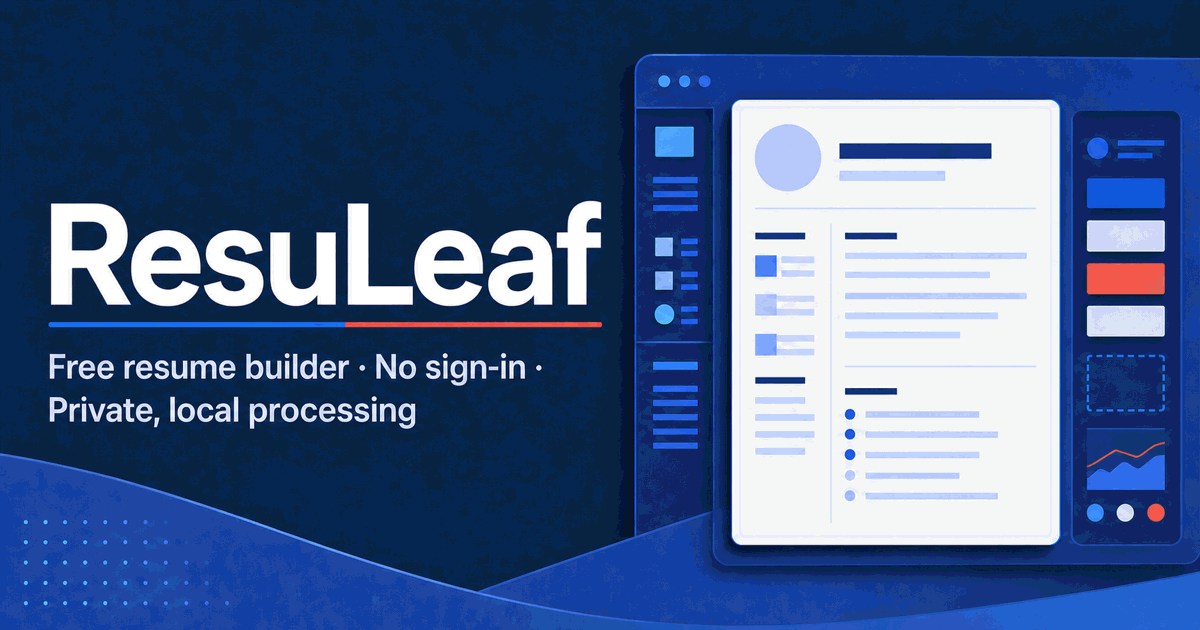 ResuLeaf
Free resume builder · No sign-in ·
Private, local processing